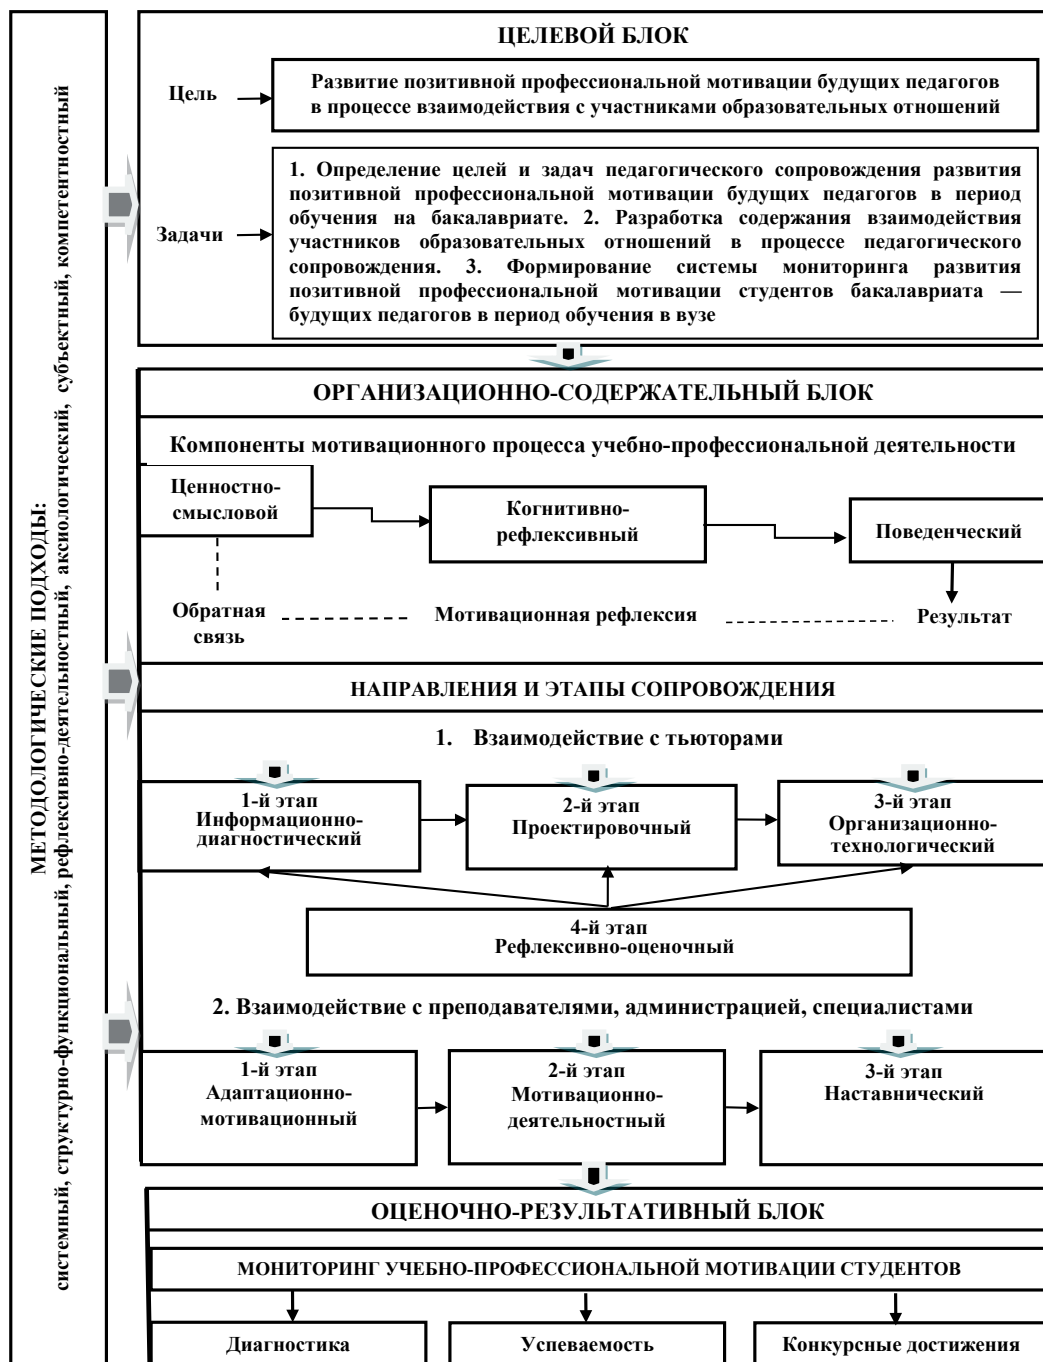 МЕТОДОЛОГИЧЕСКИЕ ПОДХОДЫ:
системный, структурно-функциональный, рефлексивно-деятельностный, аксиологический, субъектный, компетентностный
ЦЕЛЕВОЙ БЛОК
Цель
Развитие позитивной профессиональной мотивации будущих педагогов
в процессе взаимодействия с участниками образовательных отношений
Задачи
1. Определение целей и задач педагогического сопровождения развития
позитивной профессиональной мотивации будущих педагогов в период
обучения на бакалавриате. 2. Разработка содержания взаимодействия
участников образовательных отношений в процессе педагогического
сопровождения. 3. Формирование системы мониторинга развития
позитивной профессиональной мотивации студентов бакалавриата —
будущих педагогов в период обучения в вузе
ОРГАНИЗАЦИОННО-СОДЕРЖАТЕЛЬНЫЙ БЛОК
Компоненты мотивационного процесса учебно-профессиональной деятельности
Ценностно-
смысловой
Когнитивно-
рефлексивный
Поведенческий
Обратная
связь
Мотивационная рефлексия
Результат
НАПРАВЛЕНИЯ И ЭТАПЫ СОПРОВОЖДЕНИЯ
1. Взаимодействие с тьюторами
1-й этап
Информационно-
диагностический
2-й этап
Проектировочный
3-й этап
Организационно-
технологический
4-й этап
Рефлексивно-оценочный
2. Взаимодействие с преподавателями, администрацией, специалистами
1-й этап
Адаптационно-
мотивационный
2-й этап
Мотивационно-
деятельностный
3-й этап
Наставнический
ОЦЕНОЧНО-РЕЗУЛЬТАТИВНЫЙ БЛОК
МОНИТОРИНГ УЧЕБНО-ПРОФЕССИОНАЛЬНОЙ МОТИВАЦИИ СТУДЕНТОВ
Диагностика
Успеваемость
Конкурсные достижения